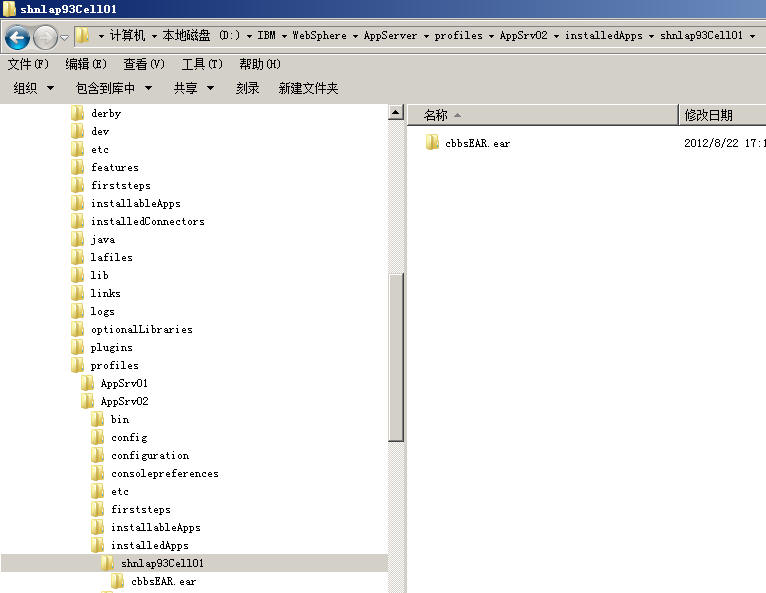 shnlap93Cell01
计算机 本地磁盘 (D:) IBM WebSphere AppServer profiles AppSrv02 installedApps shnlap93Cell01
文件(F) 编辑(E) 查看(V) 工具(T) 帮助(H)
组织 包含到库中 共享 刻录 新建文件夹
derby
dev
etc
features
firststeps
installableApps
installedConnectors
java
lafiles
lib
links
logs
optionalLibraries
plugins
profiles
AppSrv01
AppSrv02
bin
config
configuration
consolepreferences
etc
firststeps
installableApps
installedApps
shnlap93Cell01
cbbsEAR.ear
名称 修改日期
cbbsEAR.ear 2012/8/22 17:1